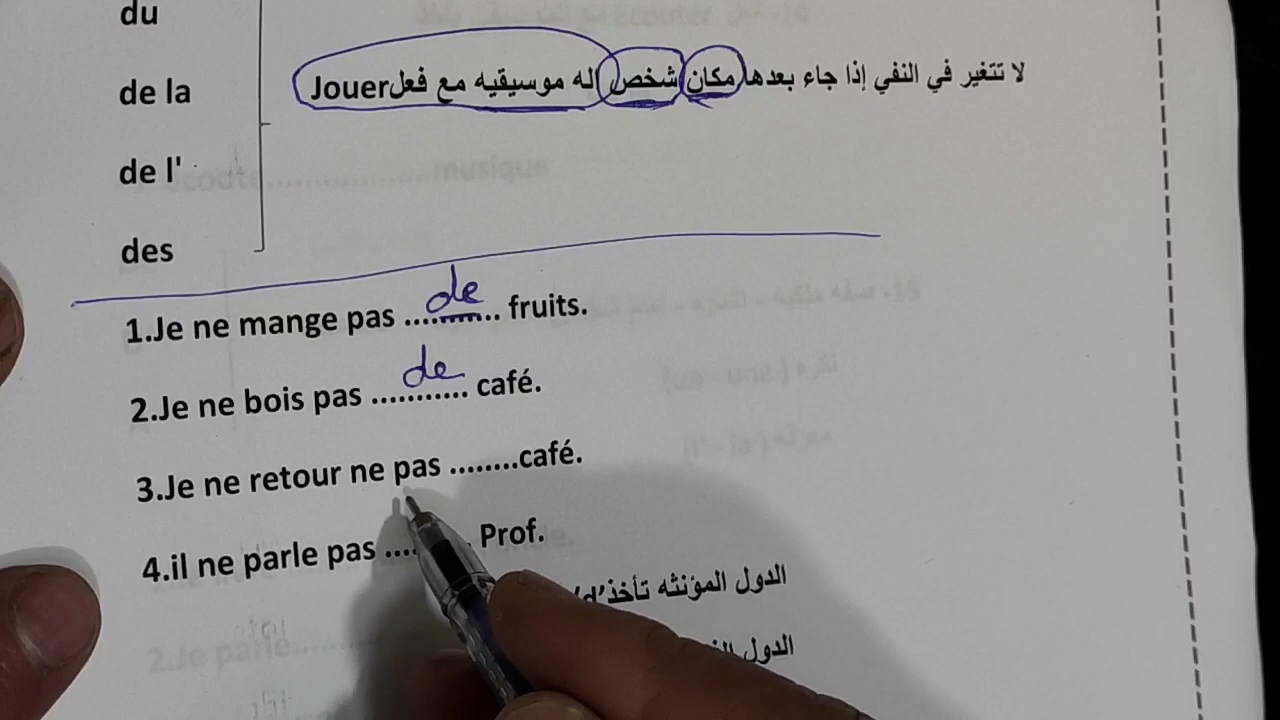 du
de la
لا تتغير في النفي إذا جاء بعدها مكان شخص اله موسيقيه مع فعل Jouer
de l'
des
1.Je ne mange pas ....de.... fruits.
2.Je ne bois pas ....de.... café.
3.Je ne retour ne pas ........café.
4.il ne parle pas .... Prof.
الدول المؤنثه تأخذ 'd'
الدول